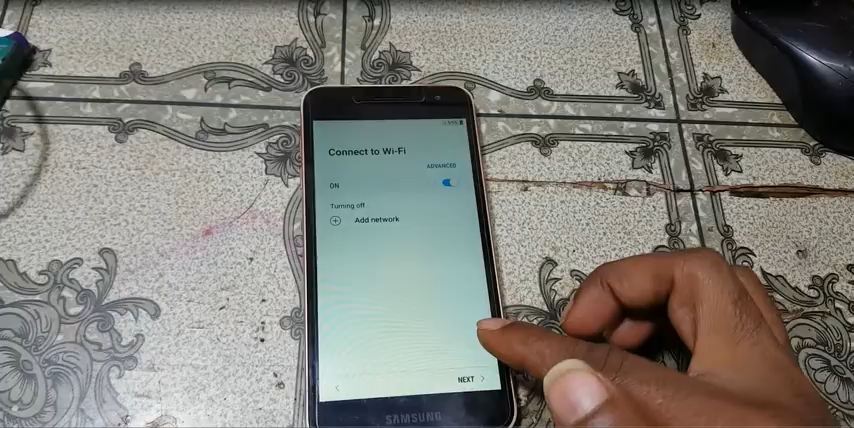 Connect to Wi-Fi
ADVANCED
ON
Turning off
Add network
NEXT
SAMSUNG